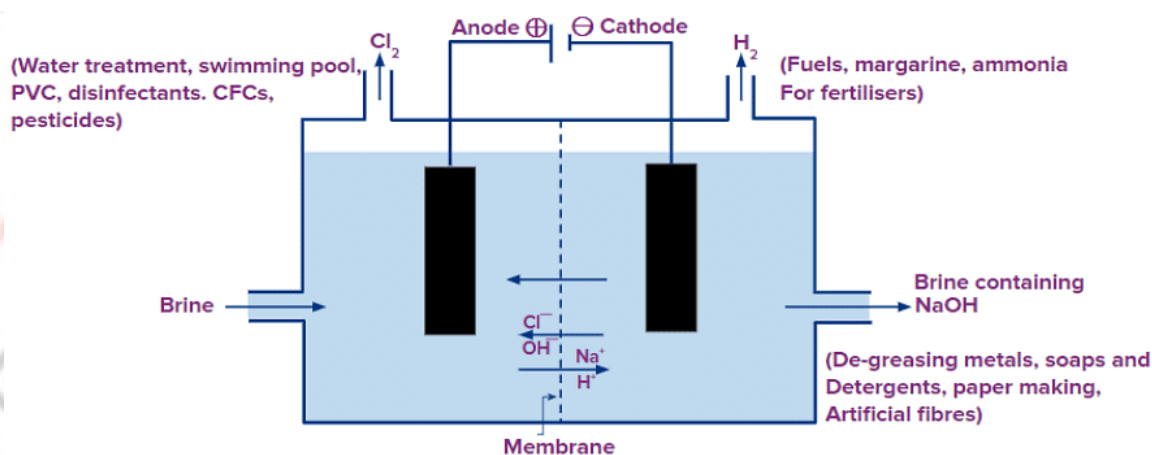 Anode ⊕
⊖ Cathode
Cl₂
H₂
(Water treatment, swimming pool,
PVC, disinfectants. CFCs,
pesticides)
(Fuels, margarine, ammonia
For fertilisers)
Brine
Brine containing
NaOH
Cl⁻
OH⁻
Na⁺
H⁺
(De-greasing metals, soaps and
Detergents, paper making,
Artificial fibres)
Membrane